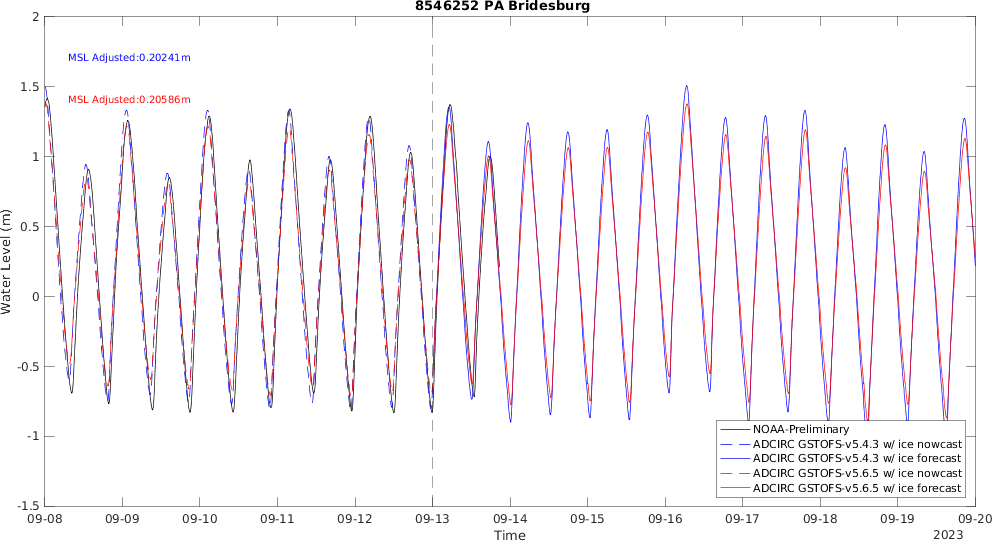 8546252 PA Bridesburg
MSL Adjusted:0.20241m
MSL Adjusted:0.20586m
Water Level (m)
2
1.5
1
0.5
0
-0.5
-1
-1.5
NOAA-Preliminary
ADCIRC GSTOFS-v5.4.3 w/ ice nowcast
ADCIRC GSTOFS-v5.4.3 w/ ice forecast
ADCIRC GSTOFS-v5.6.5 w/ ice nowcast
ADCIRC GSTOFS-v5.6.5 w/ ice forecast
09-08 09-09 09-10 09-11 09-12 09-13 09-14 09-15 09-16 09-17 09-18 09-19 09-20
Time
2023